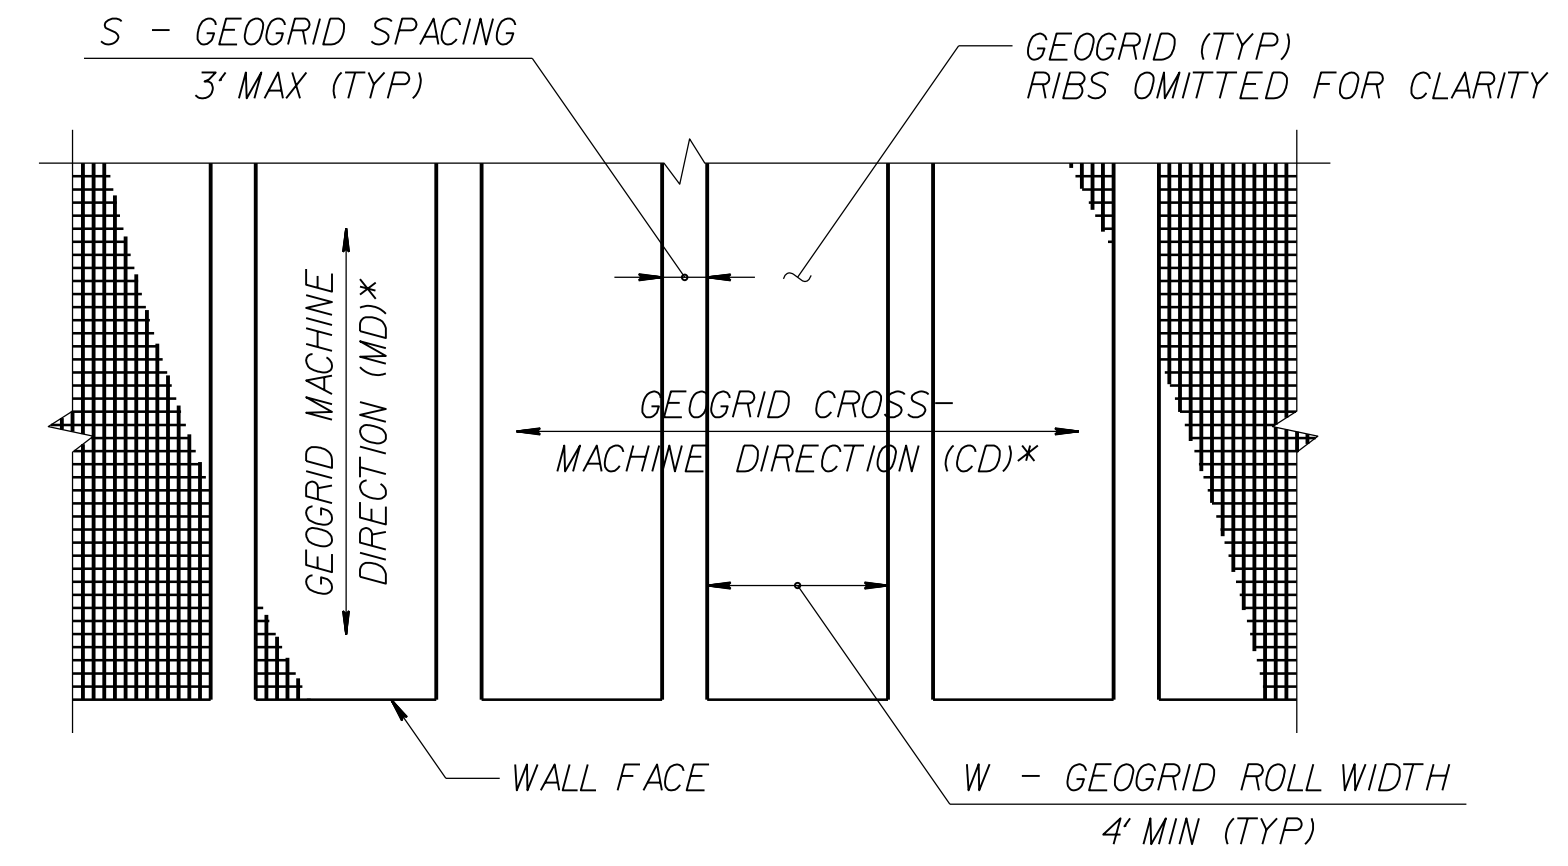 S - GEOGRID SPACING
3' MAX (TYP)
GEOGRID (TYP)
RIBS OMITTED FOR CLARITY
GEOGRID MACHINE
DIRECTION (MD)*
GEOGRID CROSS-
MACHINE DIRECTION (CD)*
WALL FACE
W - GEOGRID ROLL WIDTH
4' MIN (TYP)